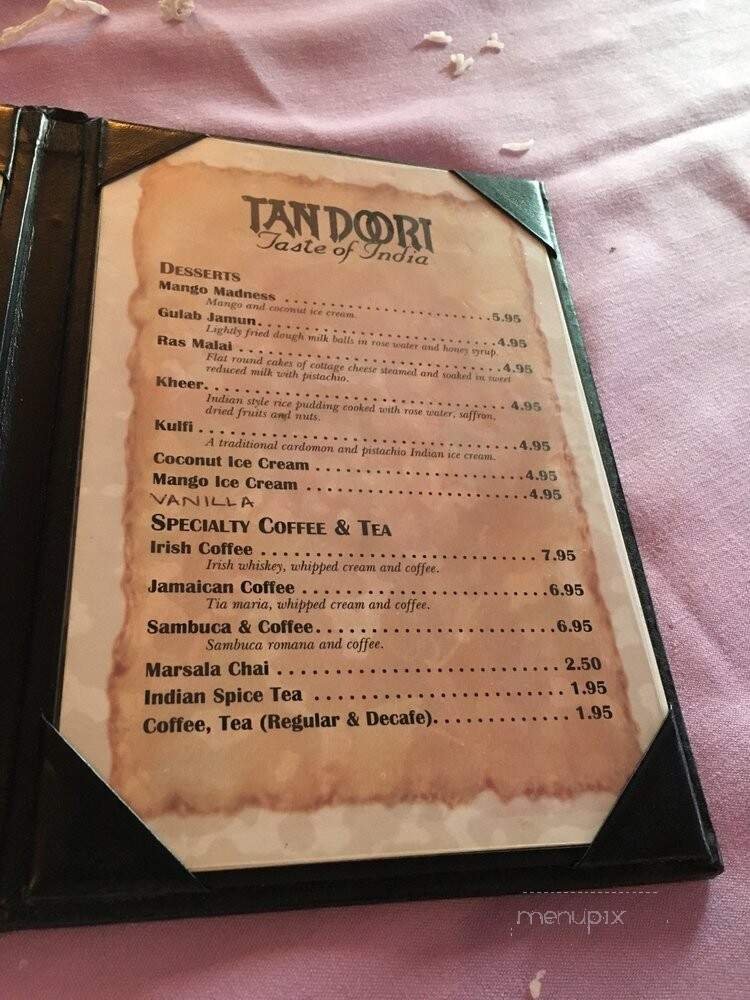 TANDOORI
Taste of India
DESSERTS
Mango Madness ........................ 5.95
Mango and coconut ice cream.
Gulab Jamun........................ 4.95
Lightly fried dough milk balls in rose water and honey syrup.
Ras Malai ........................ 4.95
Flat round cakes of cottage cheese steamed and soaked in sweet
reduced milk with pistachio.
Kheer........................ 4.95
Indian style rice pudding cooked with rose water, saffron,
dried fruits and nuts.
Kulfi ........................ 4.95
A traditional cardomon and pistachio Indian ice cream.
Coconut Ice Cream ........................ 4.95
Mango Ice Cream ........................ 4.95
VANILLA
SPECIALTY COFFEE & TEA
Irish Coffee ........................ 7.95
Irish whiskey, whipped cream and coffee.
Jamaican Coffee ........................ 6.95
Tia maria, whipped cream and coffee.
Sambuca & Coffee........................ 6.95
Sambuca romana and coffee.
Marsala Chai ........................ 2.50
Indian Spice Tea ........................ 1.95
Coffee, Tea (Regular & Decafe)............ 1.95
menupix